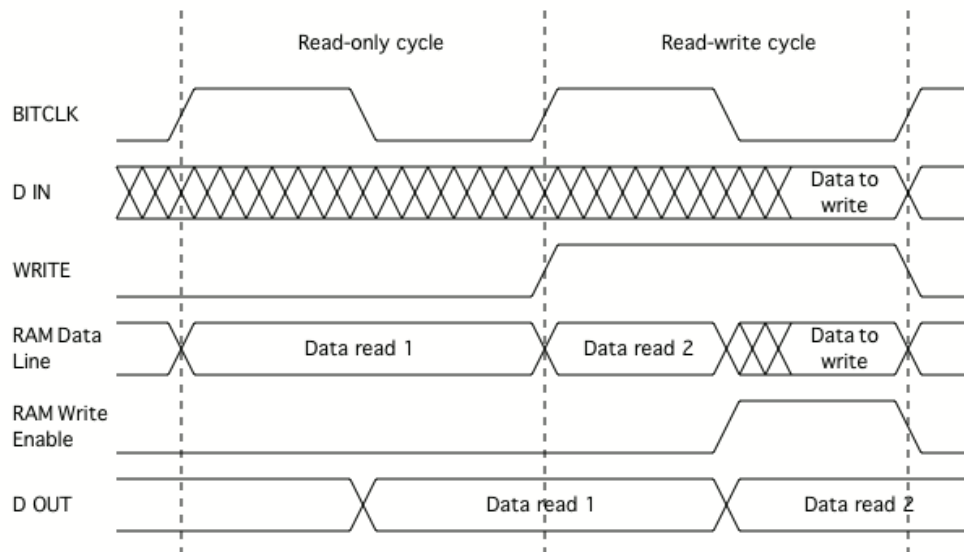 Read-only cycle
Read-write cycle
BITCLK
D IN
Data to
write
WRITE
RAM Data
Line
Data read 1
Data read 2
Data to
write
RAM Write
Enable
D OUT
Data read 1
Data read 2